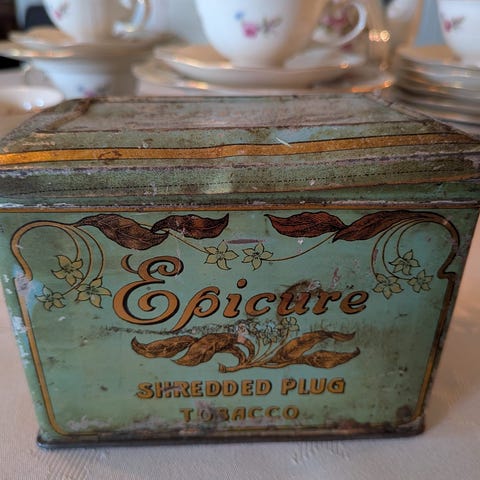 Epicure
SHREDDED PLUG
TOBACCO